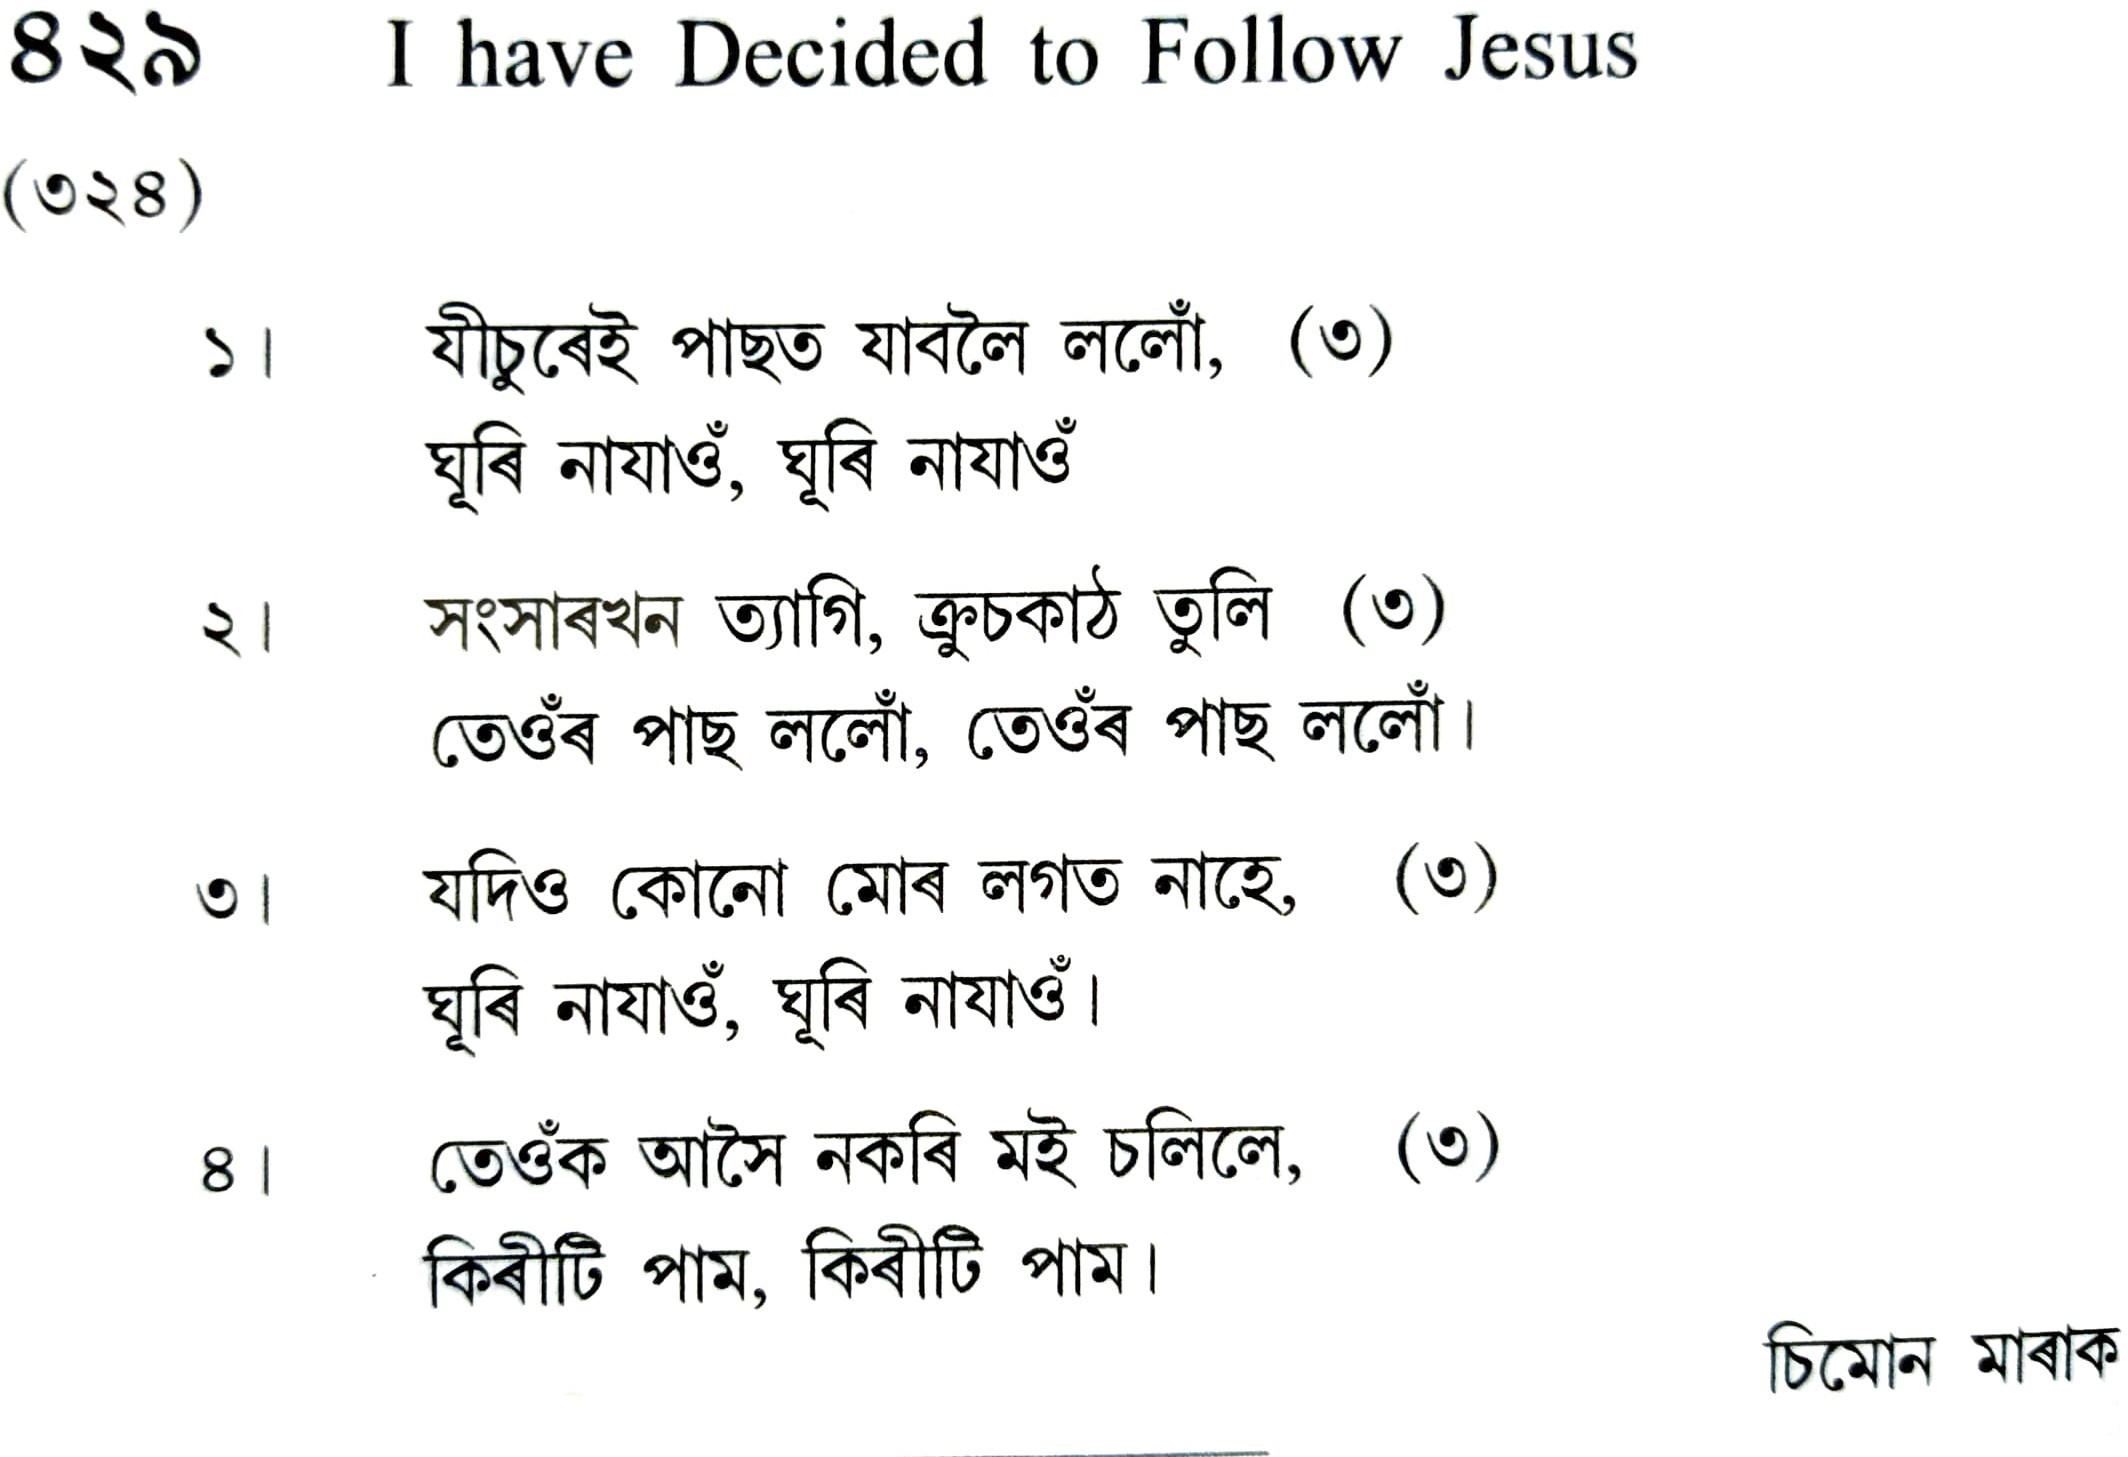 ৪২৯ I have Decided to Follow Jesus
(৩২৪)
১। যীচুৰেই পাছত যাবলৈ ললোঁ, (৩)
ঘূৰি নাযাওঁ, ঘূৰি নাযাওঁ
২। সংসাৰখন ত্যাগি, ক্ৰুচকাঠ তুলি (৩)
তেওঁৰ পাছ ললোঁ, তেওঁৰ পাছ ললোঁ।
৩। যদিও কোনো মোৰ লগত নাহে, (৩)
ঘূৰি নাযাওঁ, ঘূৰি নাযাওঁ।
৪। তেওঁক আসৈ নকৰি মই চলিলে, (৩)
কিৰীটি পাম, কিৰীটি পাম।
চিমোন মাৰাক